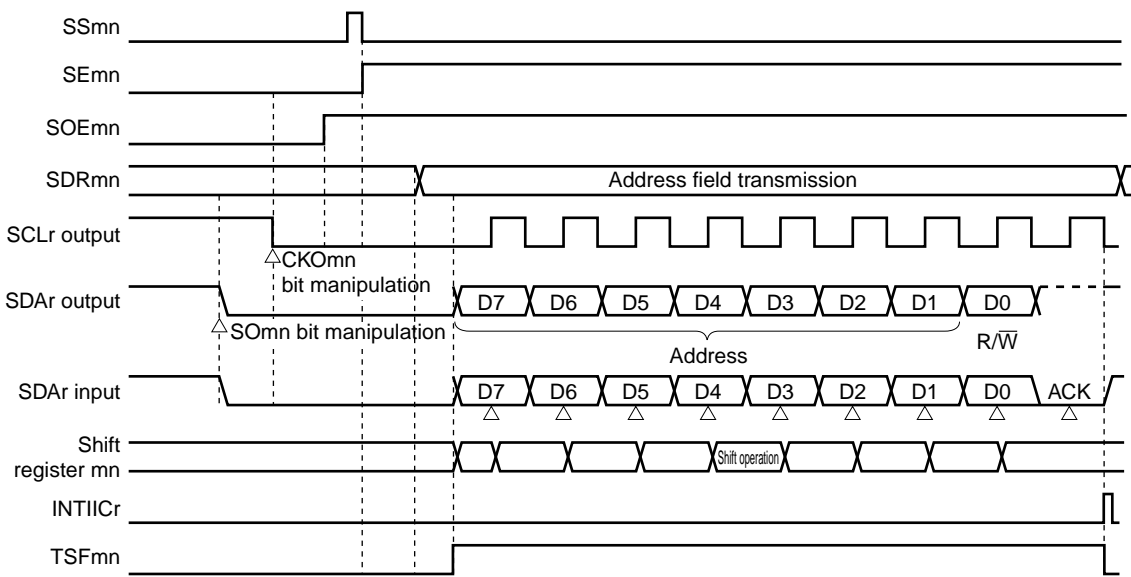 SSmn
SEmn
SOEmn
SDRmn
Address field transmission
SCLr output
CKOmn
bit manipulation
SDAr output
D7 D6 D5 D4 D3 D2 D1 D0
SOmn bit manipulation
Address
R/W̅
SDAr input
D7 D6 D5 D4 D3 D2 D1 D0 ACK
Shift
register mn
Shift operation
INTIICr
TSFmn